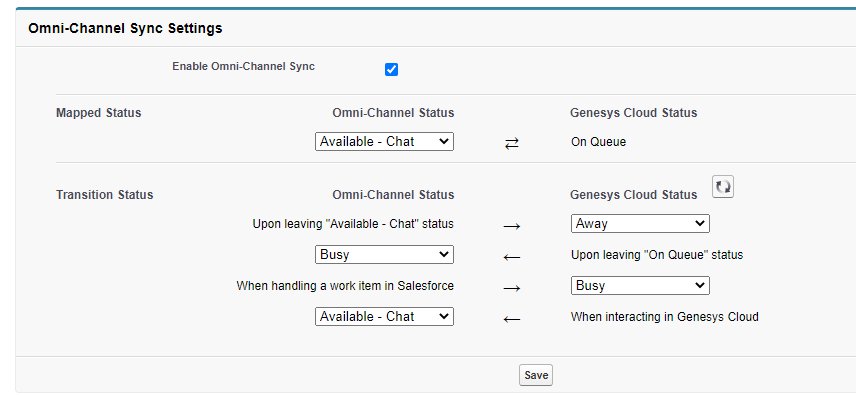 Omni-Channel Sync Settings
Enable Omni-Channel Sync
Mapped Status Omni-Channel Status Genesys Cloud Status
Available - Chat ⇄ On Queue
Transition Status Omni-Channel Status Genesys Cloud Status
Upon leaving "Available - Chat" status → Away
Busy ← Upon leaving "On Queue" status
When handling a work item in Salesforce → Busy
Available - Chat ← When interacting in Genesys Cloud
Save